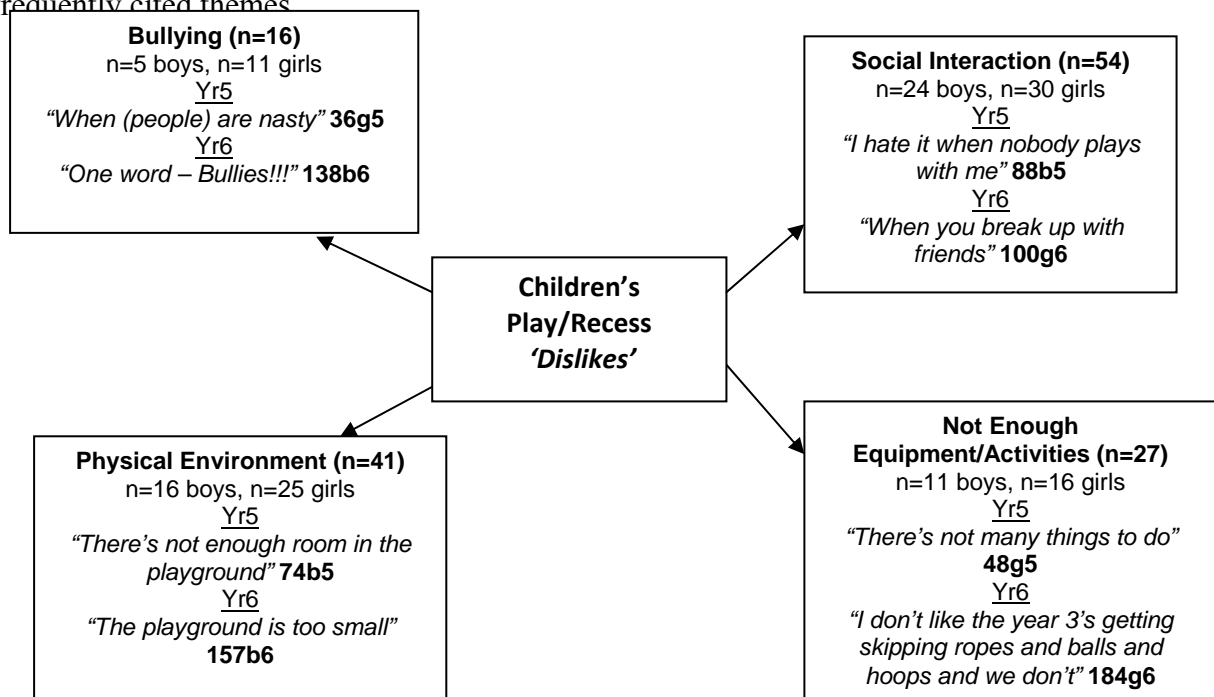 requently cited themes
Bullying (n=16)
n=5 boys, n=11 girls
Yr5
“When (people) are nasty” 36g5
Yr6
“One word – Bullies!!!” 138b6
Social Interaction (n=54)
n=24 boys, n=30 girls
Yr5
“I hate it when nobody plays
with me” 88b5
Yr6
“When you break up with
friends” 100g6
Children’s
Play/Recess
‘Dislikes’
Physical Environment (n=41)
n=16 boys, n=25 girls
Yr5
“There’s not enough room in the
playground” 74b5
Yr6
“The playground is too small”
157b6
Not Enough
Equipment/Activities (n=27)
n=11 boys, n=16 girls
Yr5
“There’s not many things to do”
48g5
Yr6
“I don’t like the year 3’s getting
skipping ropes and balls and
hoops and we don’t” 184g6